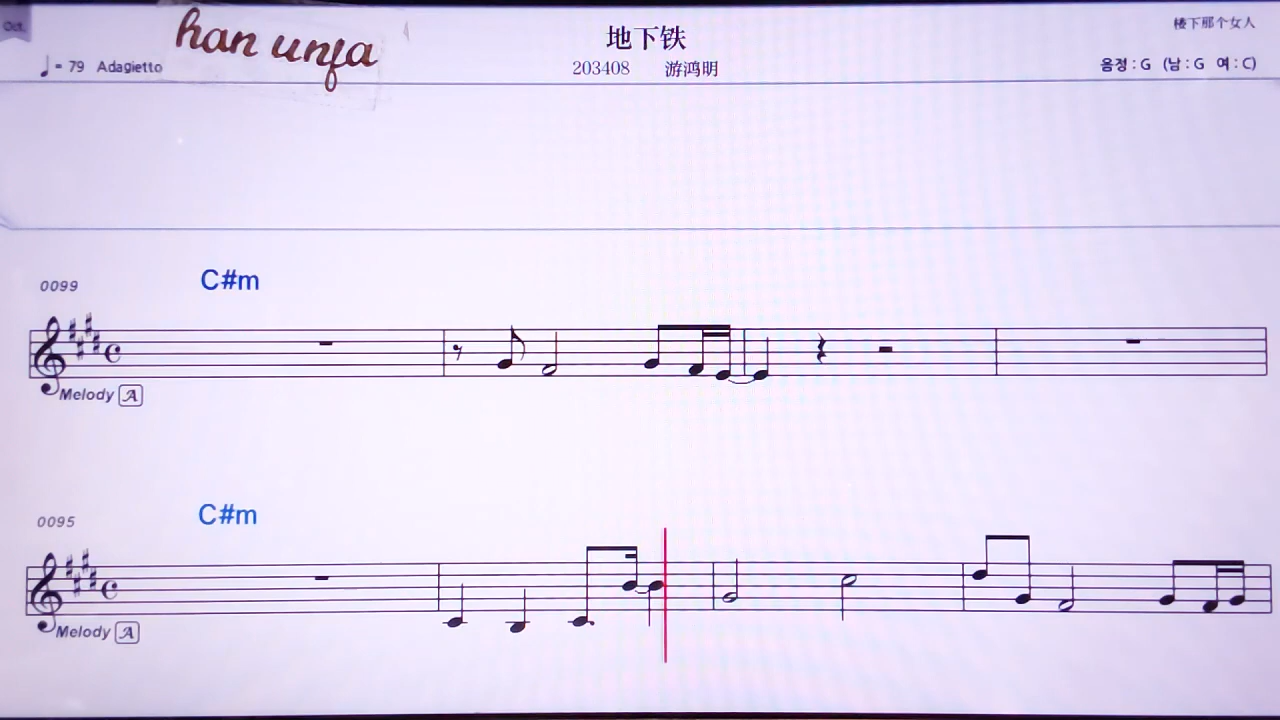 Oct.
han unfa
地下铁
楼下那个女人
= 79 Adagietto
203408 游鸿明
음정 : G (남 : G 여 : C)
0099
C#m
Melody A
0095
C#m
Melody A